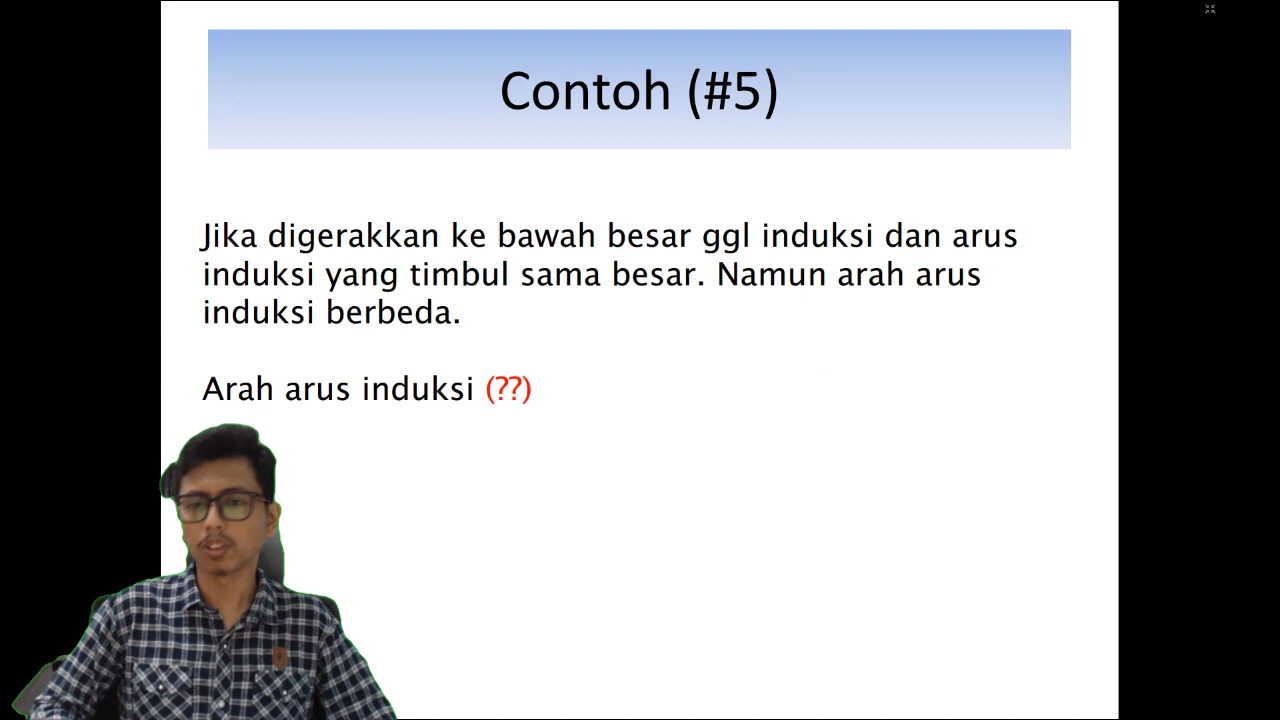 Contoh (#5)
Jika digerakkan ke bawah besar ggl induksi dan arus
induksi yang timbul sama besar. Namun arah arus
induksi berbeda.
Arah arus induksi (??)